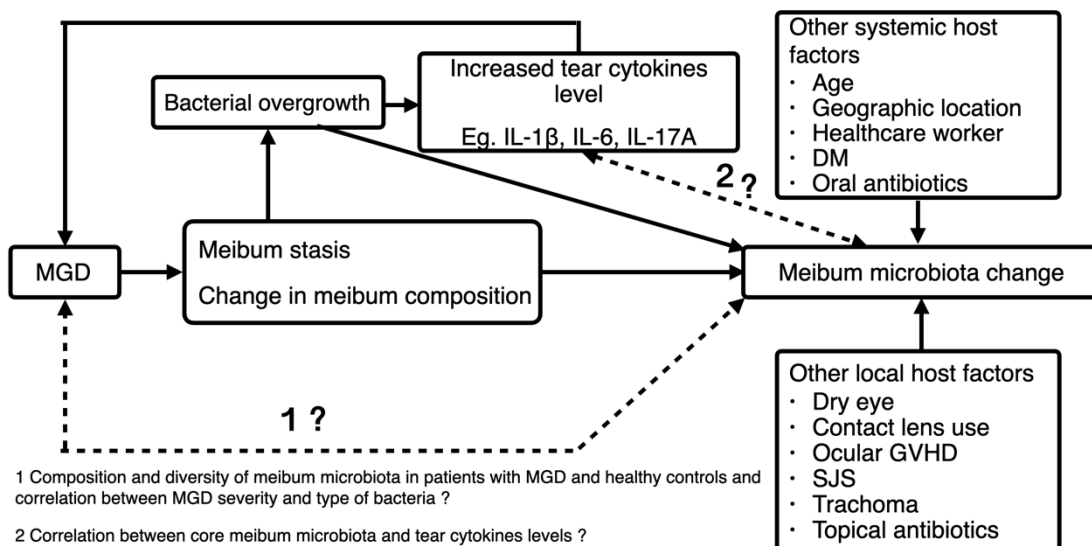 Increased tear cytokines
level
Eg. IL-1β, IL-6, IL-17A
Bacterial overgrowth
Other systemic host
factors
· Age
· Geographic location
· Healthcare worker
· DM
· Oral antibiotics
2 ?
MGD
Meibum stasis
Change in meibum composition
Meibum microbiota change
Other local host factors
· Dry eye
· Contact lens use
· Ocular GVHD
· SJS
· Trachoma
· Topical antibiotics
1 ?
1 Composition and diversity of meibum microbiota in patients with MGD and healthy controls and
correlation between MGD severity and type of bacteria ?
2 Correlation between core meibum microbiota and tear cytokines levels ?